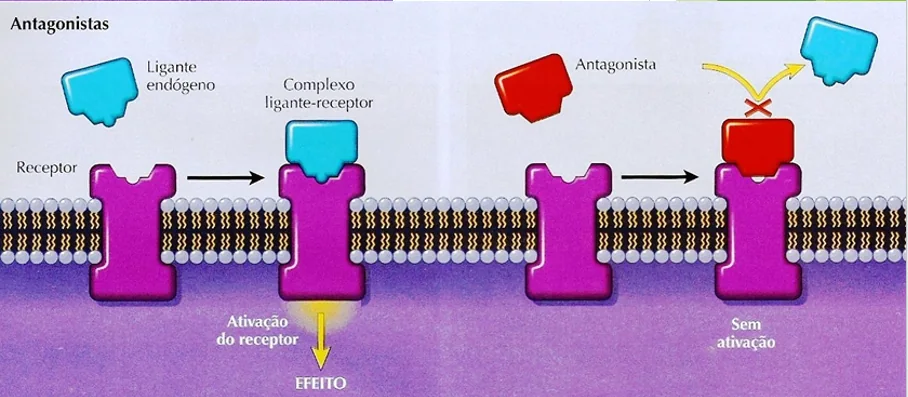 Antagonistas
Ligante
endógeno
Complexo
ligante-receptor
Receptor
Ativação
do receptor
EFEITO
Antagonista
Sem
ativação